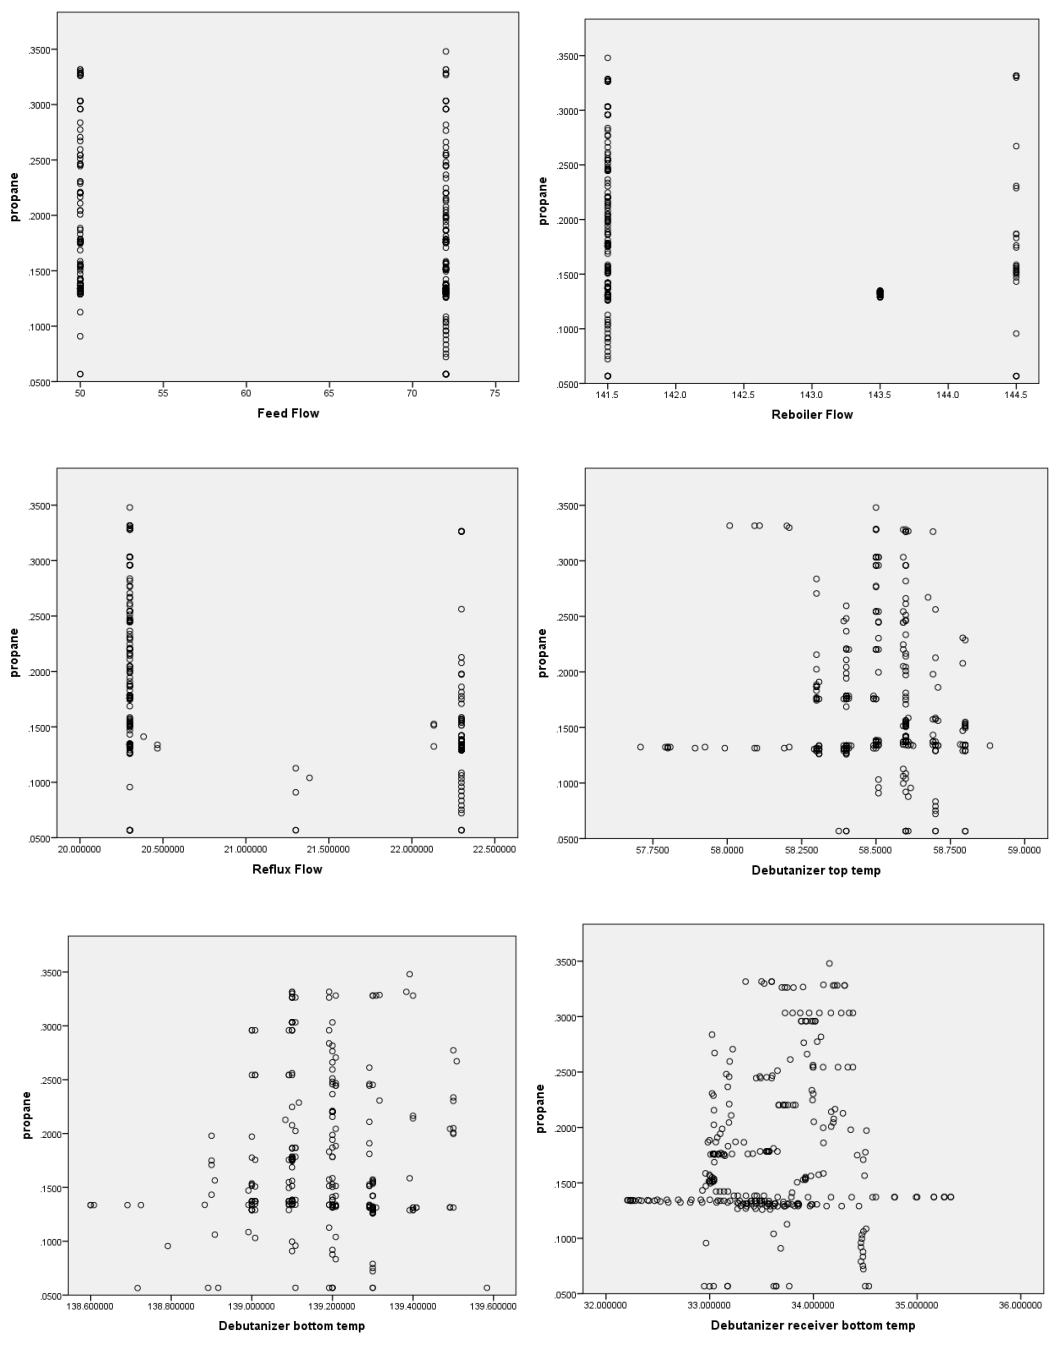 .3500
.3000
.2500
.2000
.1500
.1000
.0500
propane
50 55 60 65 70 75
Feed Flow
.3500
.3000
.2500
.2000
.1500
.1000
.0500
propane
141.5 142.0 142.5 143.0 143.5 144.0 144.5
Reboiler Flow
.3500
.3000
.2500
.2000
.1500
.1000
.0500
propane
20.000000 20.500000 21.000000 21.500000 22.000000 22.500000
Reflux Flow
.3500
.3000
.2500
.2000
.1500
.1000
.0500
propane
57.7500 58.0000 58.2500 58.5000 58.7500 59.0000
Debutanizer top temp
.3500
.3000
.2500
.2000
.1500
.1000
.0500
propane
138.600000 138.800000 139.000000 139.200000 139.400000 139.600000
Debutanizer bottom temp
.3500
.3000
.2500
.2000
.1500
.1000
.0500
propane
32.000000 33.000000 34.000000 35.000000 36.000000
Debutanizer receiver bottom temp